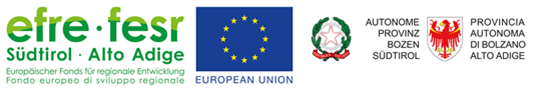 efre·fesr
Südtirol · Alto Adige
Europäischer Fonds für regionale Entwicklung
Fondo europeo di sviluppo regionale
EUROPEAN UNION
AUTONOME
PROVINZ
BOZEN
SÜDTIROL
PROVINCIA
AUTONOMA
DI BOLZANO
ALTO ADIGE